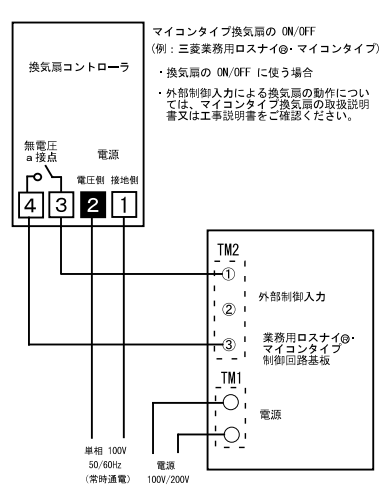 マイコンタイプ換気扇の ON/OFF
(例：三菱業務用ロスナイ®・マイコンタイプ)
・換気扇の ON/OFF に使う場合
・外部制御入力による換気扇の動作につい
ては、マイコンタイプ換気扇の取扱説明
書又は工事説明書をご確認ください。
換気扇コントローラ
無電圧
a 接点
電源
電圧側 接地側
4 3 2 1
TM2
①
②
③
外部制御入力
業務用ロスナイ®・
マイコンタイプ
制御回路基板
TM1
電源
単相 100V
50/60Hz
(常時通電)
電源
100V/200V